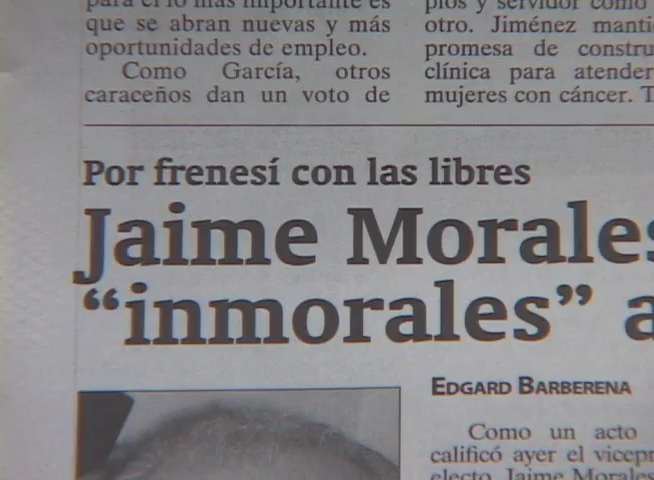 para el lo más importante es
que se abran nuevas y más
oportunidades de empleo.
Como García, otros
caraceños dan un voto de
pios y servidor como
otro. Jiménez manti
promesa de constru
clínica para atender
mujeres con cáncer. T
Por frenesí con las libres
Jaime Morales
“inmorales” a
EDGARD BARBERENA
Como un acto
calificó ayer el vicepr
electo, Jaime Morales